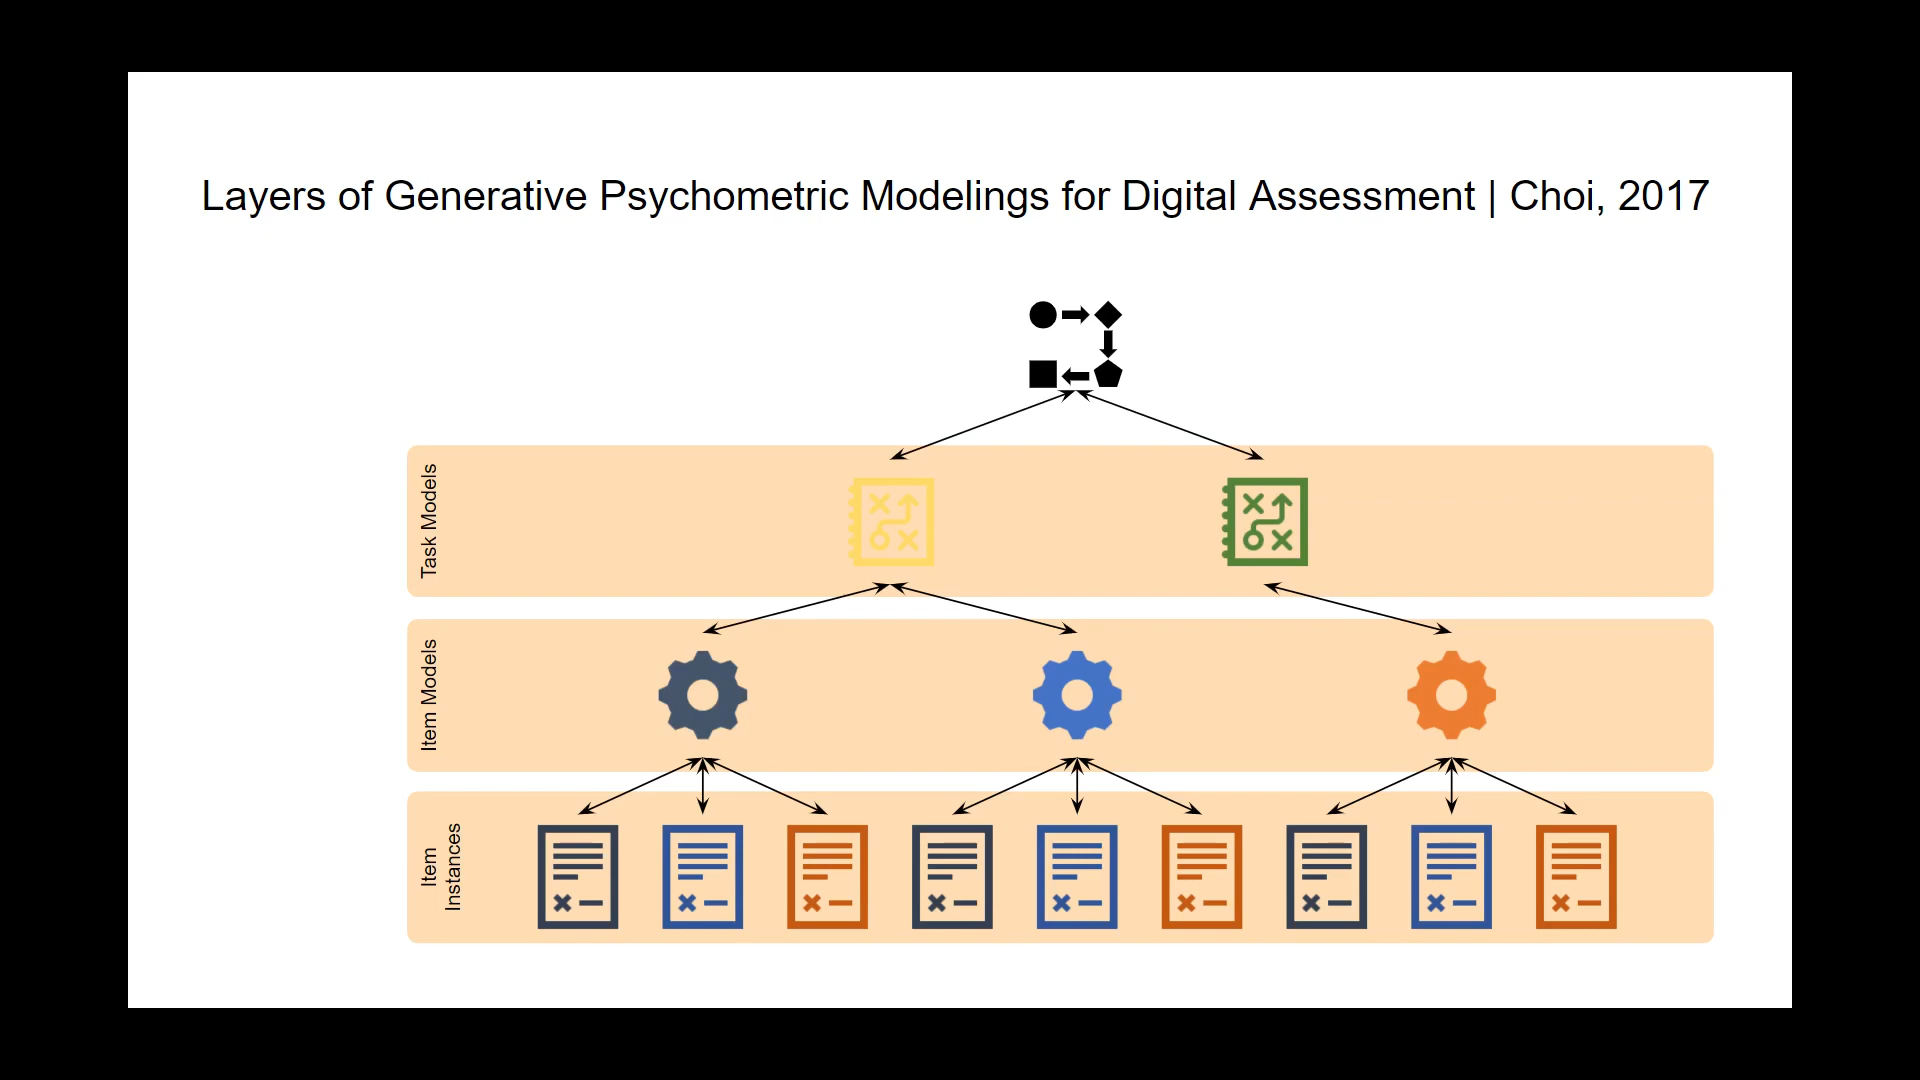 Layers of Generative Psychometric Modelings for Digital Assessment | Choi, 2017
Task Models
Item Models
Item
Instances